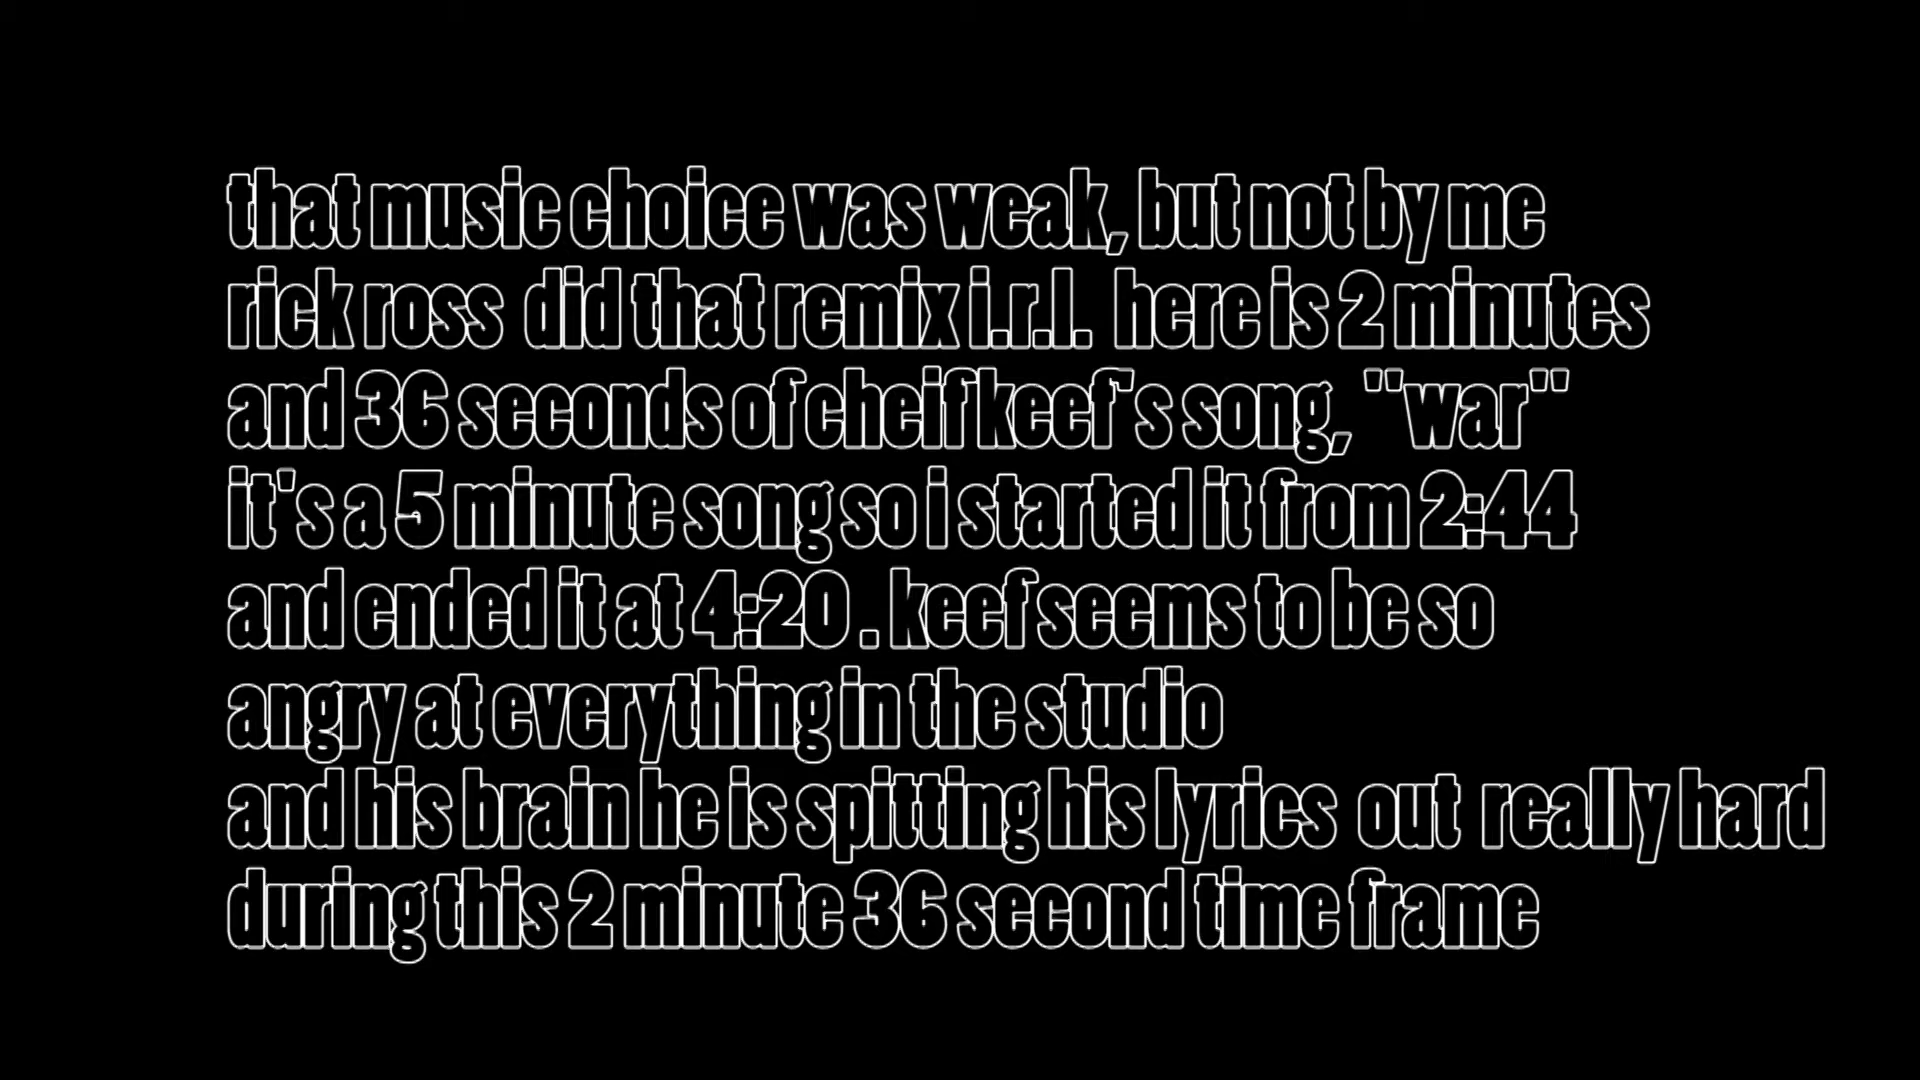 that music choice was weak, but not by me
rick ross did that remix i.r.l. here is 2 minutes
and 36 seconds of cheif keef's song, "war"
it's a 5 minute song so i started it from 2:44
and ended it at 4:20 . keef seems to be so
angry at everything in the studio
and his brain he is spitting his lyrics out really hard
during this 2 minute 36 second time frame